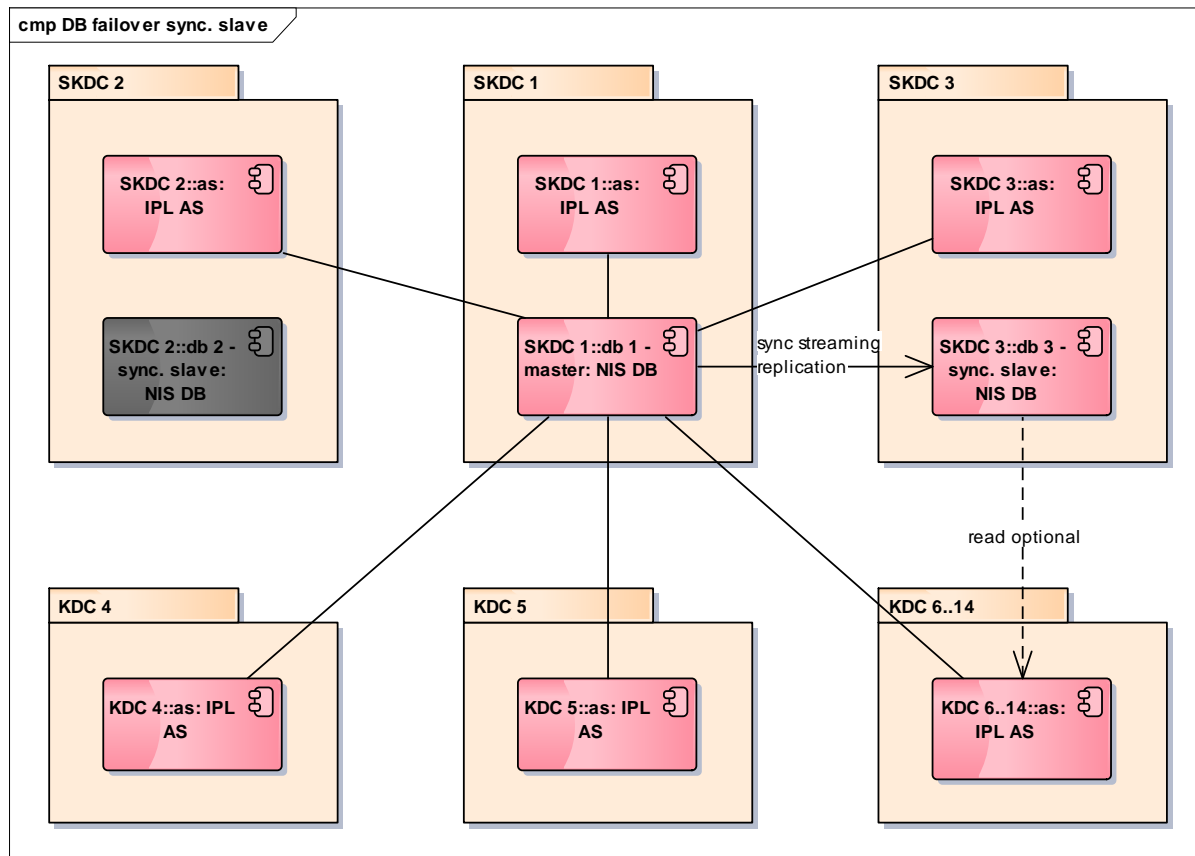 cmp DB failover sync. slave
SKDC 2
SKDC 1
SKDC 3
SKDC 2::as:
IPL AS
SKDC 1::as:
IPL AS
SKDC 3::as:
IPL AS
SKDC 2::db 2 -
sync. slave:
NIS DB
SKDC 1::db 1 -
master: NIS DB
sync streaming
replication
SKDC 3::db 3 -
sync. slave:
NIS DB
read optional
KDC 4
KDC 5
KDC 6..14
KDC 4::as: IPL
AS
KDC 5::as: IPL
AS
KDC 6..14::as:
IPL AS